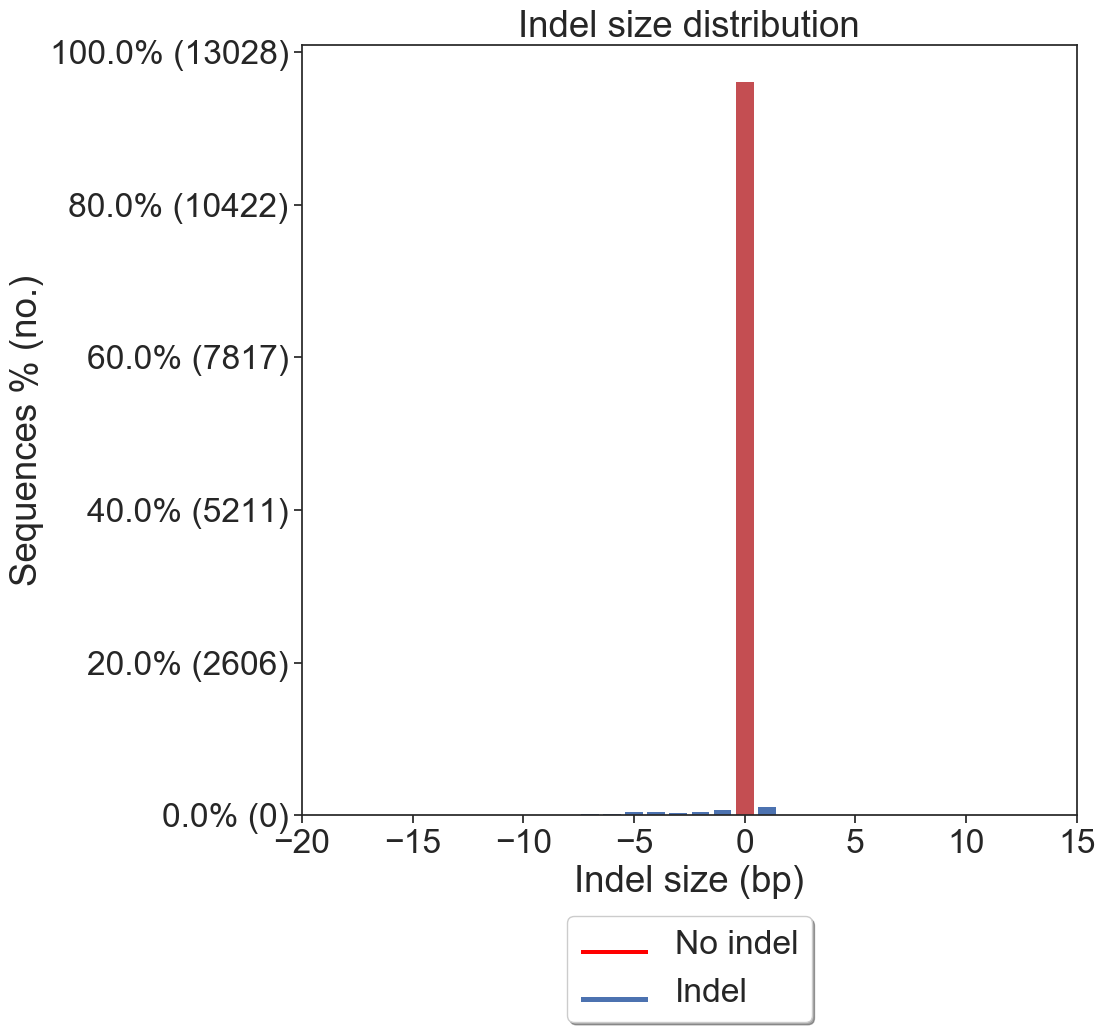 Indel size distribution
100.0% (13028)
80.0% (10422)
60.0% (7817)
40.0% (5211)
20.0% (2606)
0.0% (0)
Sequences % (no.)
−20 −15 −10 −5 0 5 10 15
Indel size (bp)
No indel
Indel